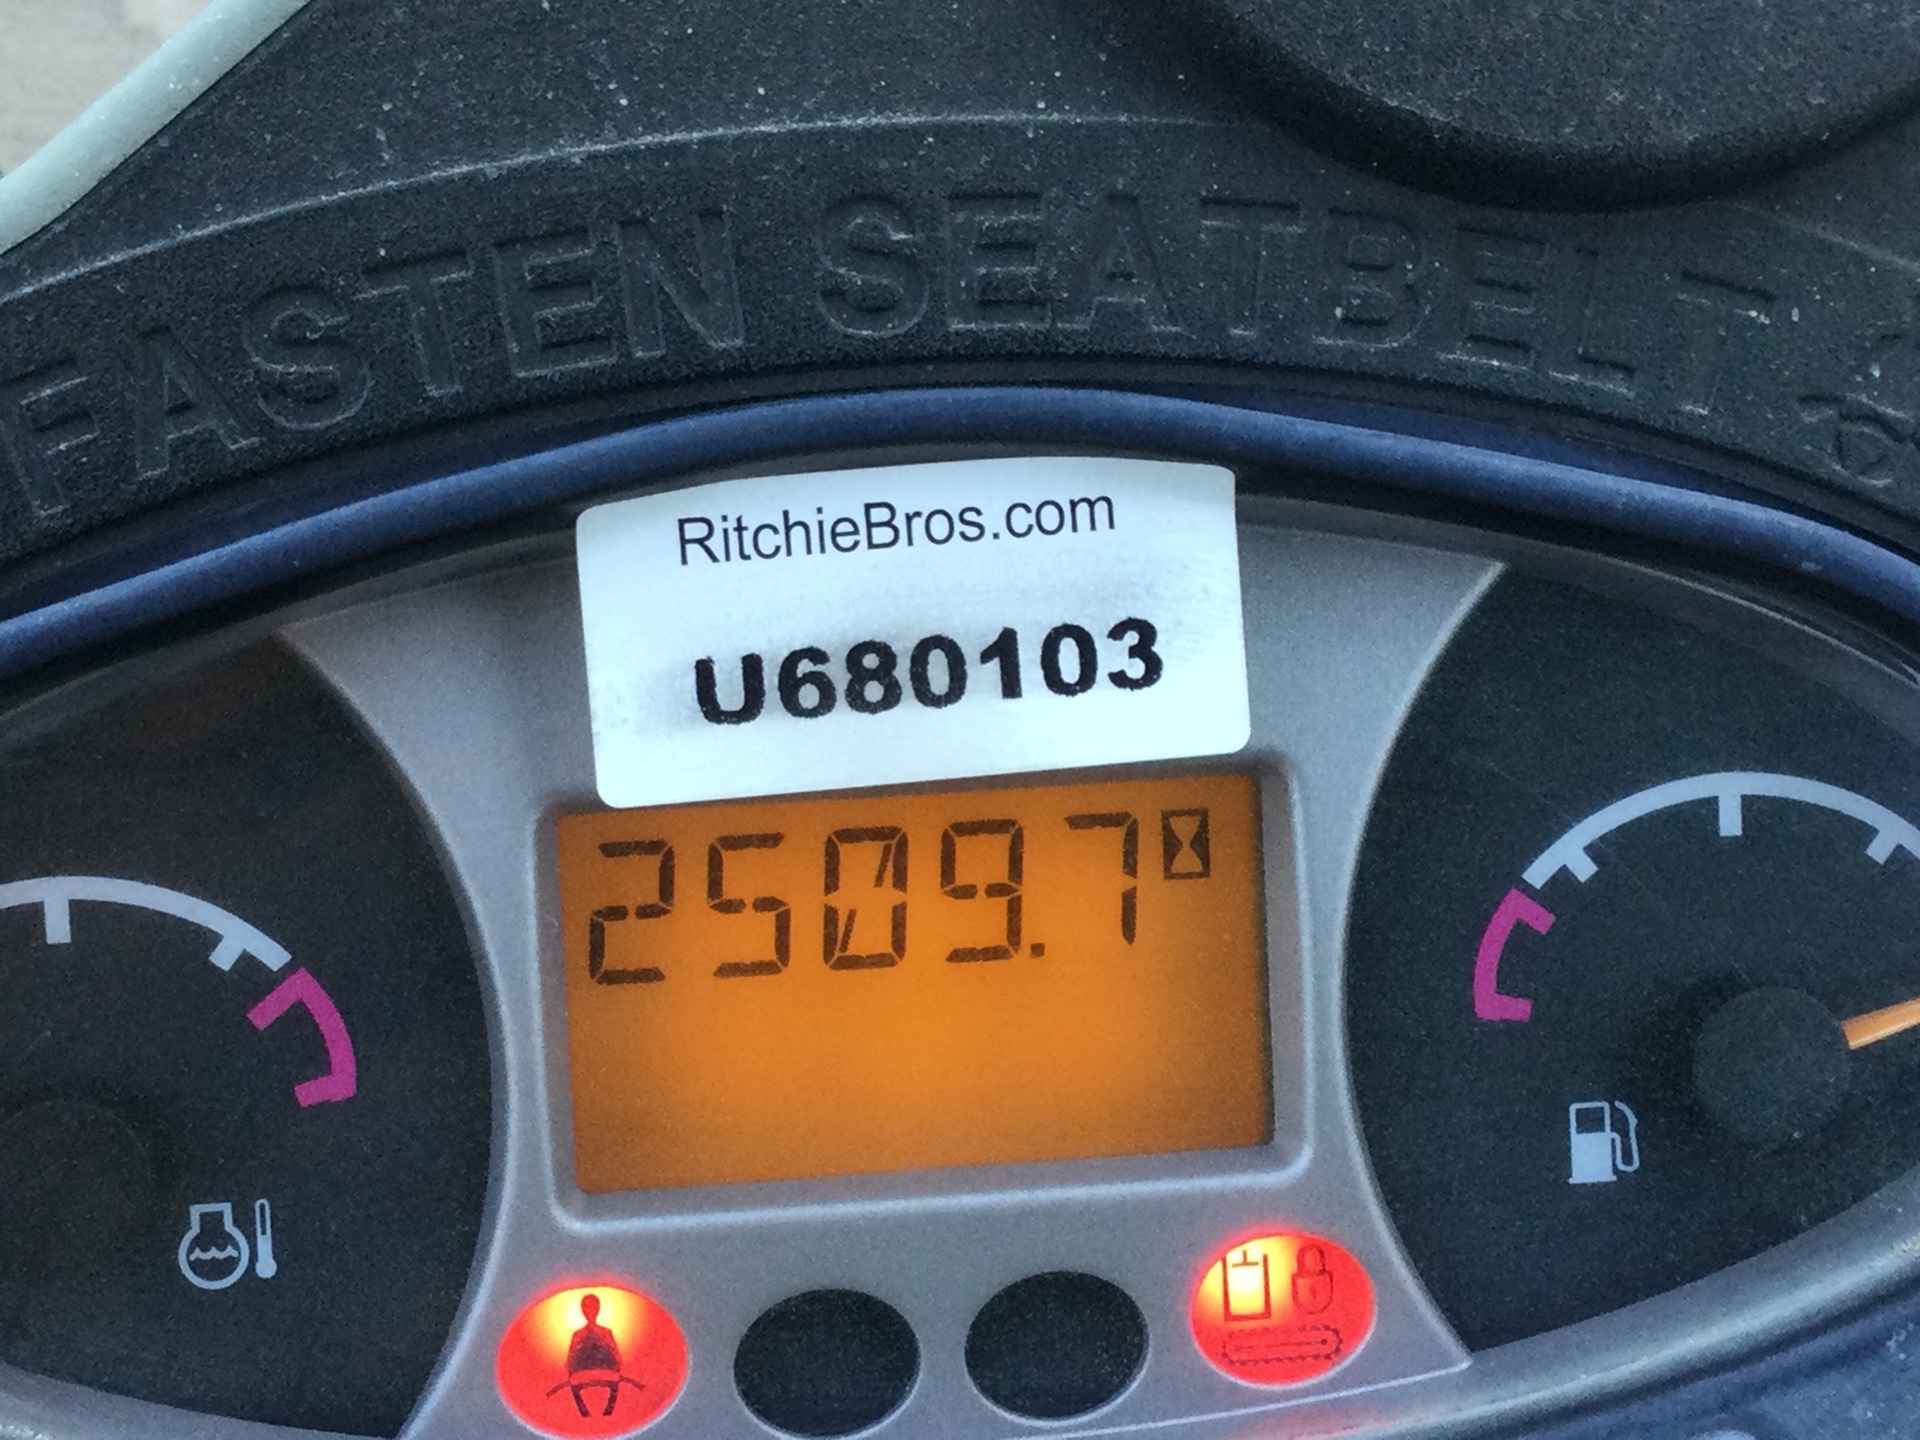 FASTEN SEATBELT
RitchieBros.com
U680103
2509.7